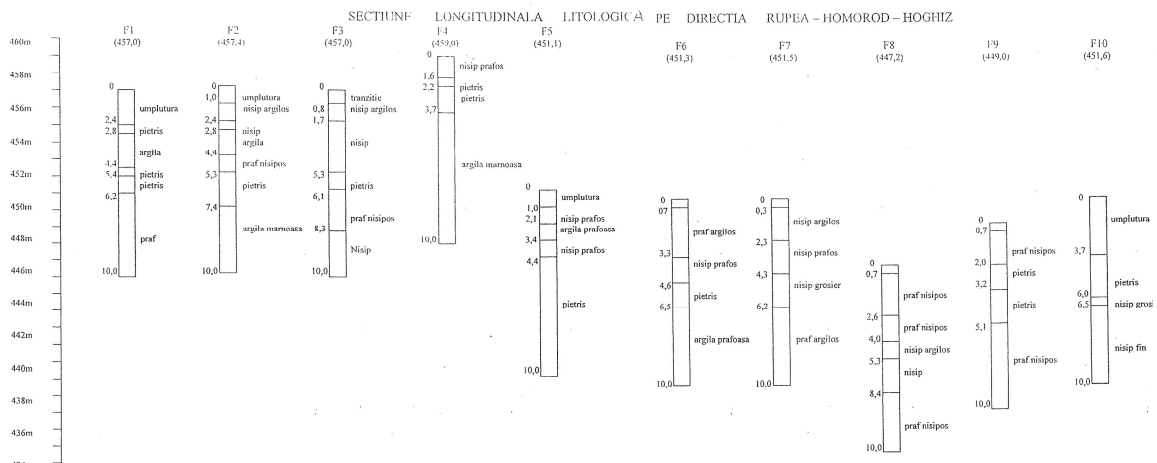 SECTIUNE LONGITUDINALA LITOLOGICA PE DIRECTIA RUPEA – HOMOROD – HOGHIZ
F1 F2 F3 F4 F5 F6 F7 F8 F9 F10
(457,0) (457,4) (457,0) (459,0) (451,1) (451,3) (451,5) (447,2) (449,0) (451,6)
460m
458m
456m
454m
452m
450m
448m
446m
444m
442m
440m
438m
436m
0
umplutura
2,4
2,8 pietris
argila
4,4
5,4 pietris
pietris
6,2
praf
10,0
0
1,0 umplutura
nisip argilos
2,4
2,8 nisip
argila
4,4
praf nisipos
5,3
pietris
7,4
argila marnoasa
10,0
0
tranzitie
0,8 nisip argilos
1,7
nisip
5,3
pietris
6,1
praf nisipos
8,3
Nisip
10,0
0
nisip prafos
1,6
2,2 pietris
pietris
3,7
argila marnoasa
10,0
0
umplutura
1,0
2,1 nisip prafos
argila prafoasa
3,4
nisip prafos
4,4
pietris
10,0
0
07
praf argilos
3,3
nisip prafos
4,6
pietris
6,5
argila prafoasa
10,0
0
0,3
nisip argilos
2,3
nisip prafos
4,3
nisip grosier
6,2
praf argilos
10,0
0
0,7
praf nisipos
2,6
praf nisipos
4,0
nisip argilos
5,3
nisip
8,4
praf nisipos
10,0
0
0,7
praf nisipos
2,0
pietris
3,2
pietris
5,1
praf nisipos
10,0
0
umplutura
3,7
pietris
6,0
6,5 nisip grosi
nisip fin
10,0